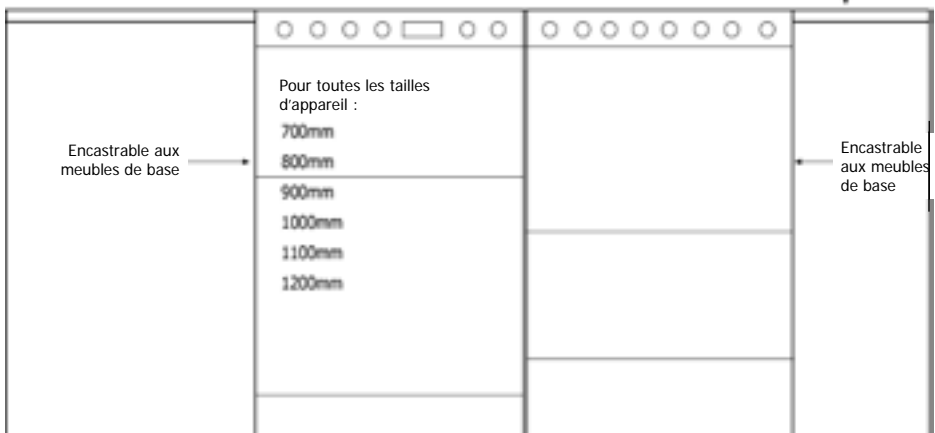 Pour toutes les tailles
d'appareil :
700mm
800mm
900mm
1000mm
1100mm
1200mm
Encastrable aux
meubles de base
Encastrable
aux meubles
de base